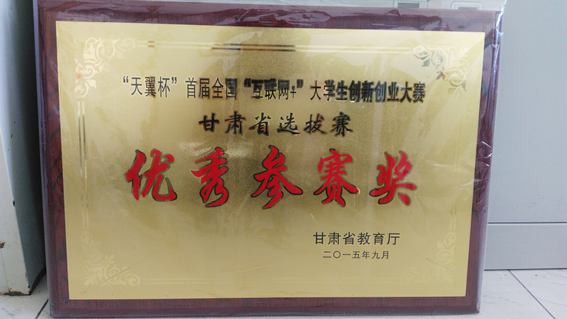 “天翼杯”首届全国“互联网+”大学生创新创业大赛
甘肃省选拔赛
优秀参赛奖
甘肃省教育厅
二〇一五年九月